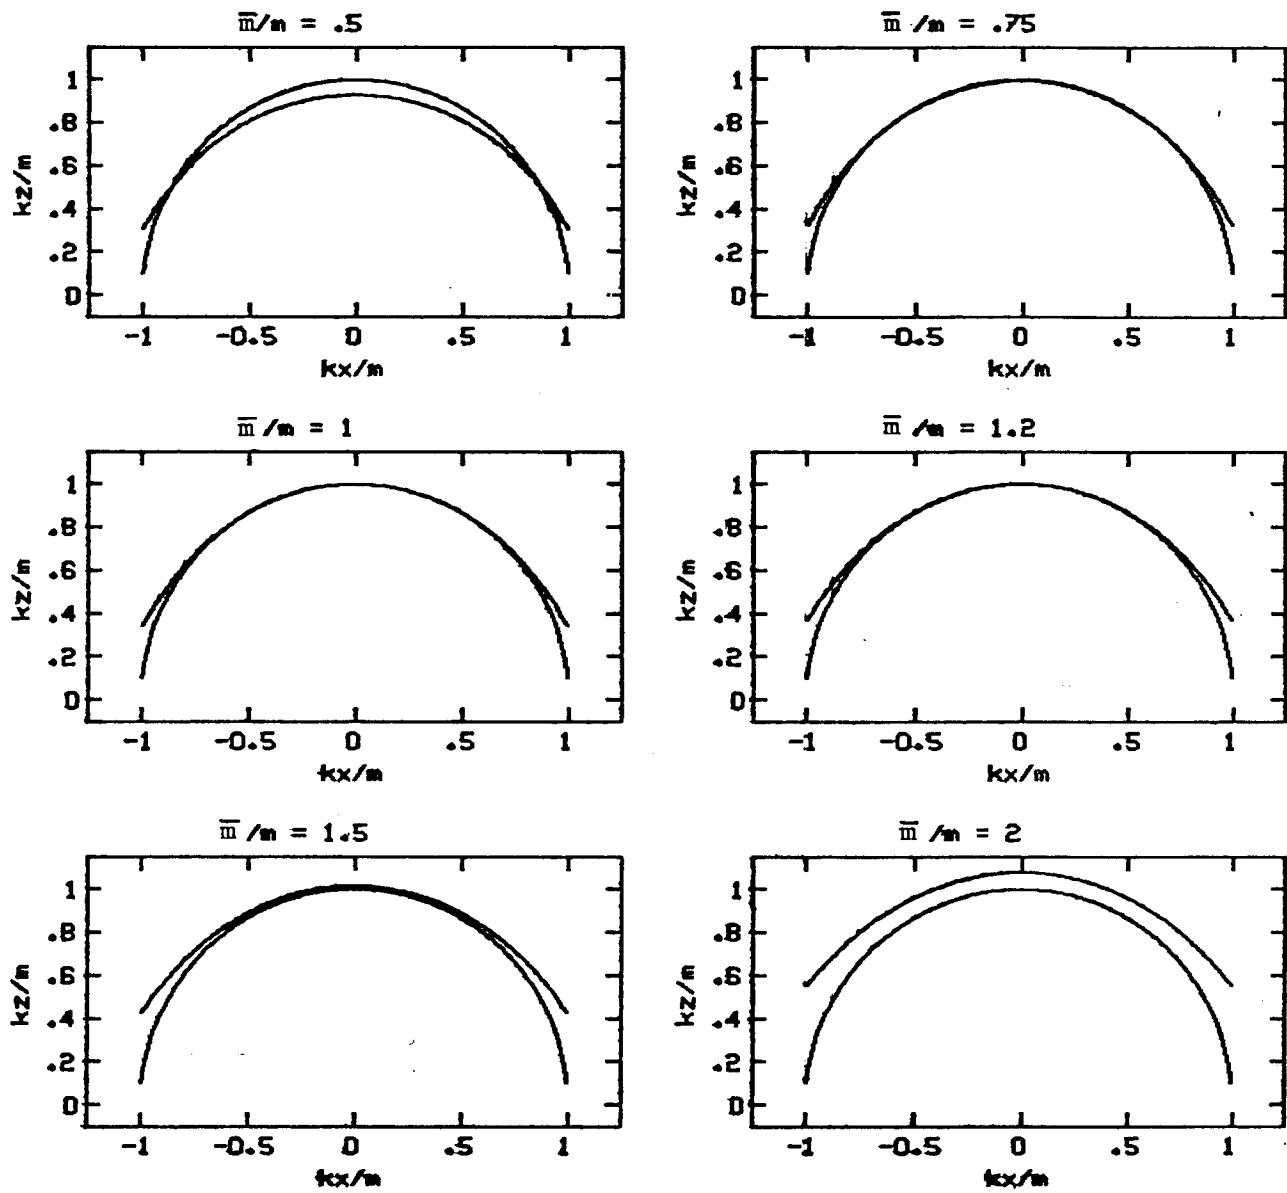 m̅/m = .5
1
.8
.6
.4
.2
0
kz/m
-1 -0.5 0 .5 1
kx/m
m̅ /m = .75
1
.8
.6
.4
.2
0
kz/m
-1 -0.5 0 .5 1
kx/m
m̅ /m = 1
1
.8
.6
.4
.2
0
kz/m
-1 -0.5 0 .5 1
kx/m
m̅ /m = 1.2
1
.8
.6
.4
.2
0
kz/m
-1 -0.5 0 .5 1
kx/m
m̅ /m = 1.5
1
.8
.6
.4
.2
0
kz/m
-1 -0.5 0 .5 1
kx/m
m̅ /m = 2
1
.8
.6
.4
.2
0
kz/m
-1 -0.5 0 .5 1
kx/m